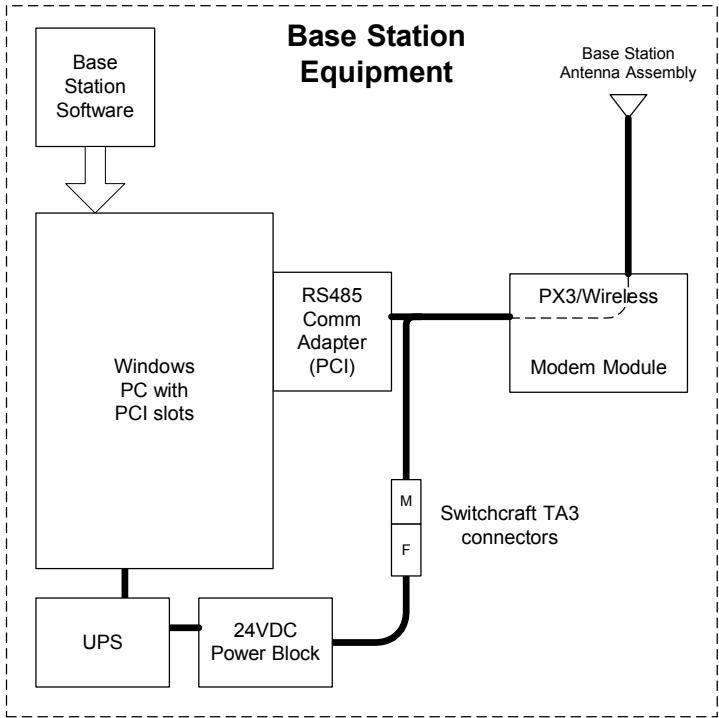 Base Station
Equipment
Base
Station
Software
Base Station
Antenna Assembly
RS485
Comm
Adapter
(PCI)
PX3/Wireless
Modem Module
Windows
PC with
PCI slots
M
F
Switchcraft TA3
connectors
UPS
24VDC
Power Block